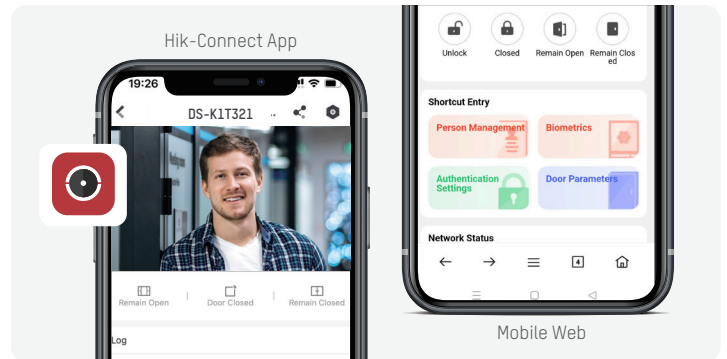 Hik-Connect App
19:26
DS-K1T321 ..
Remain Open
Door Closed
Remain Closed
Log
Unlock
Closed
Remain Open
Remain Clos
ed
Shortcut Entry
Person Management
Biometrics
Authentication
Settings
Door Parameters
Network Status
4
Mobile Web